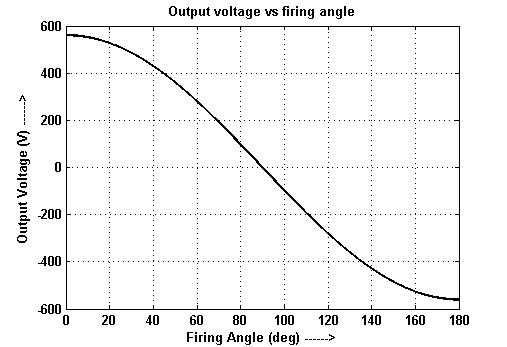 Output voltage vs firing angle
Output Voltage (V) ------>
600
400
200
0
-200
-400
-600
0 20 40 60 80 100 120 140 160 180
Firing Angle (deg) ------>